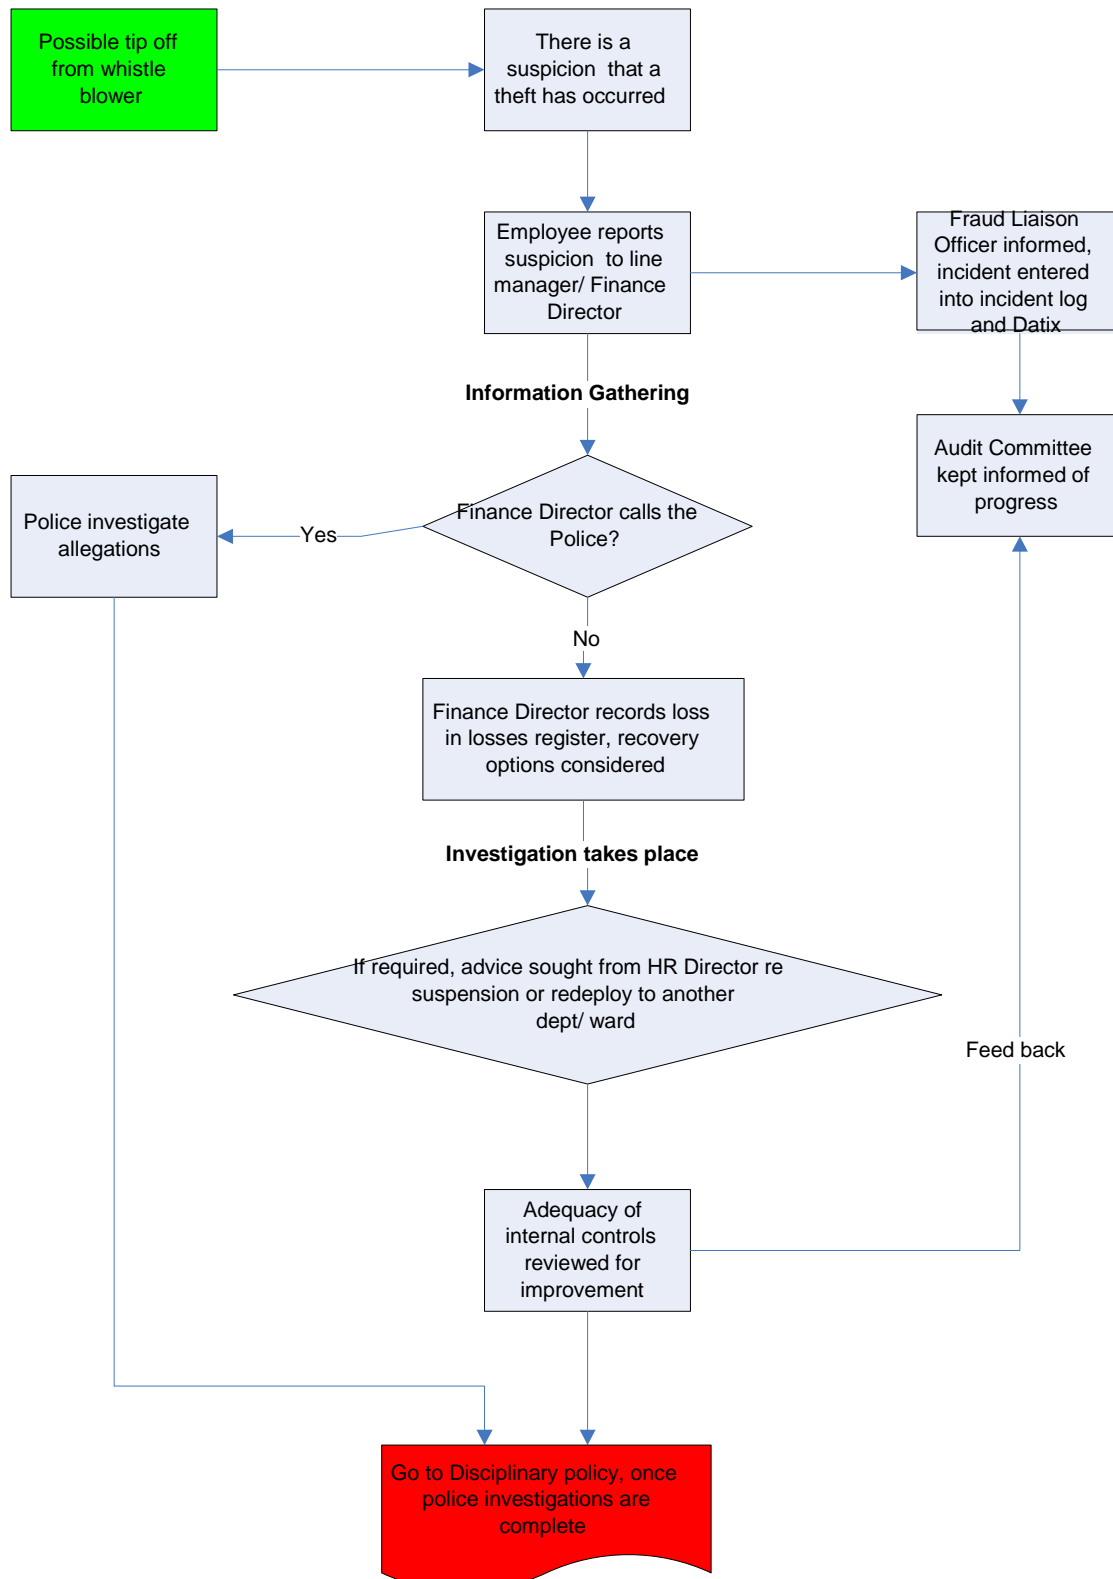 Possible tip off
from whistle
blower
There is a
suspicion that a
theft has occurred
Employee reports
suspicion to line
manager/ Finance
Director
Fraud Liaison
Officer informed,
incident entered
into incident log
and Datix
Information Gathering
Audit Committee
kept informed of
progress
Police investigate
allegations
Yes
Finance Director calls the
Police?
No
Finance Director records loss
in losses register, recovery
options considered
Investigation takes place
If required, advice sought from HR Director re
suspension or redeploy to another
dept/ ward
Feed back
Adequacy of
internal controls
reviewed for
improvement
Go to Disciplinary policy, once
police investigations are
complete